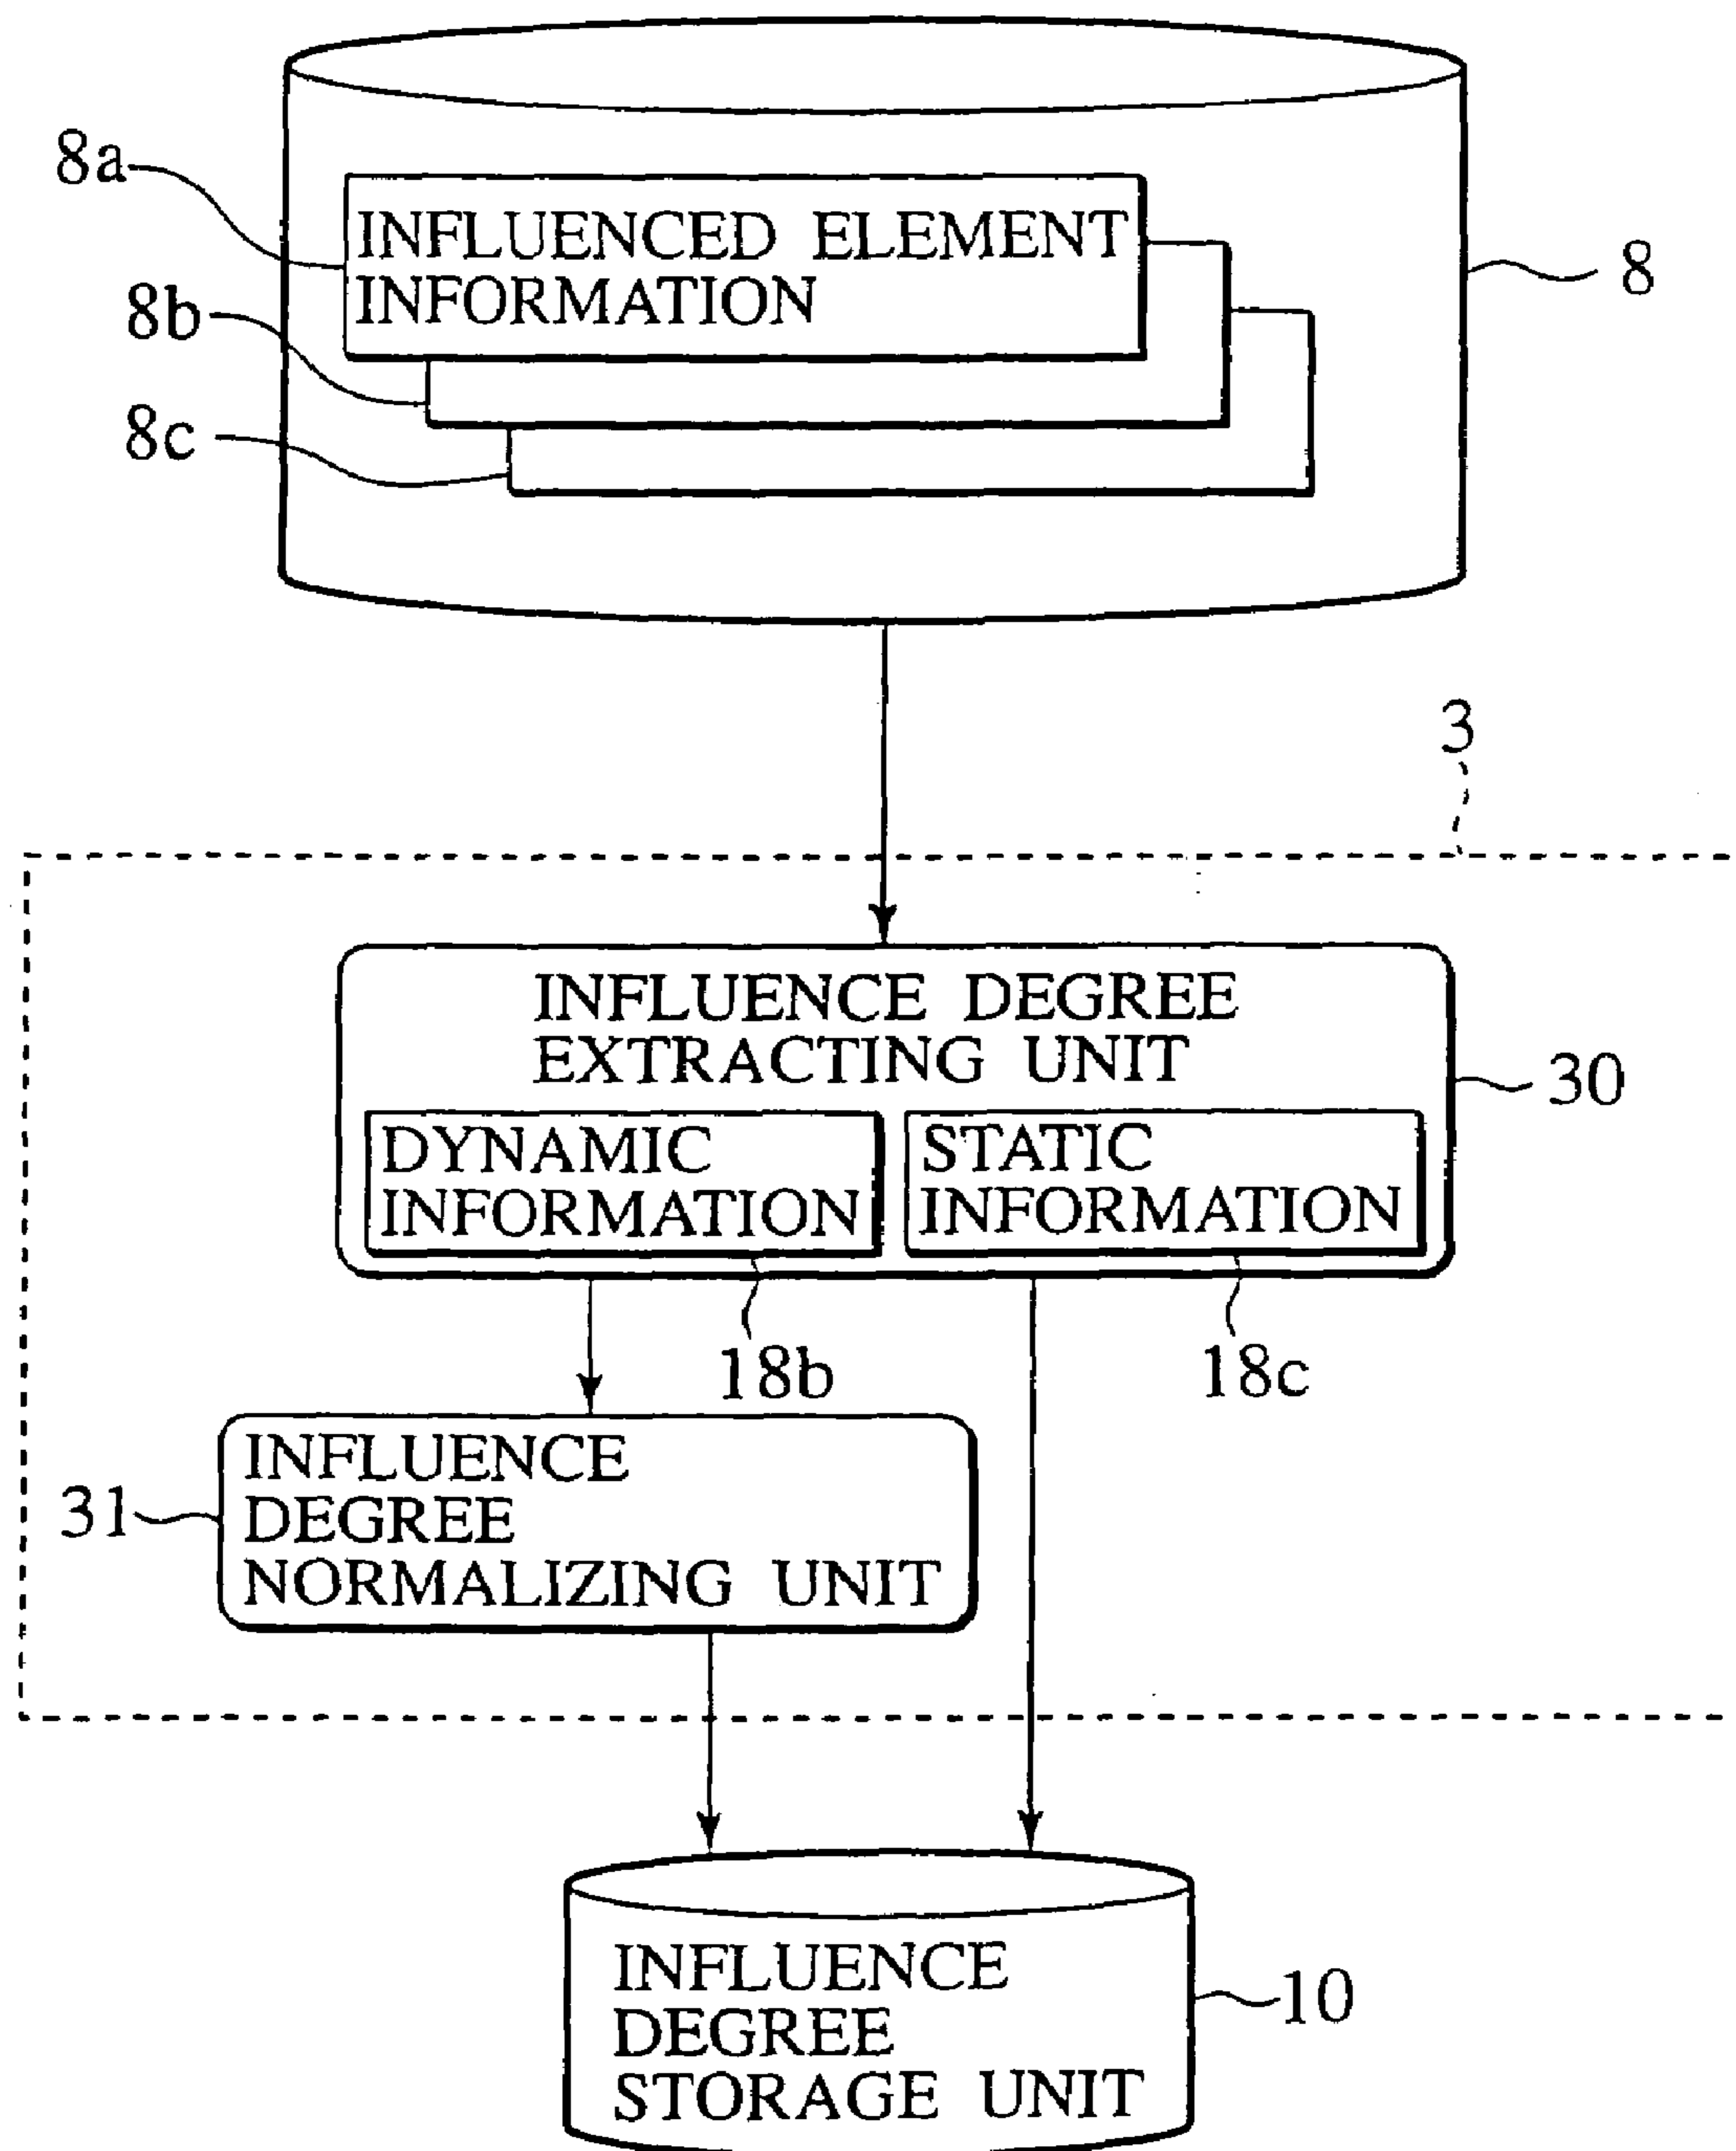 8a
INFLUENCED ELEMENT
INFORMATION
8
8b
8c
3
INFLUENCE DEGREE
EXTRACTING UNIT
30
DYNAMIC
INFORMATION
STATIC
INFORMATION
18b
18c
31
INFLUENCE
DEGREE
NORMALIZING UNIT
INFLUENCE
DEGREE
STORAGE UNIT
10